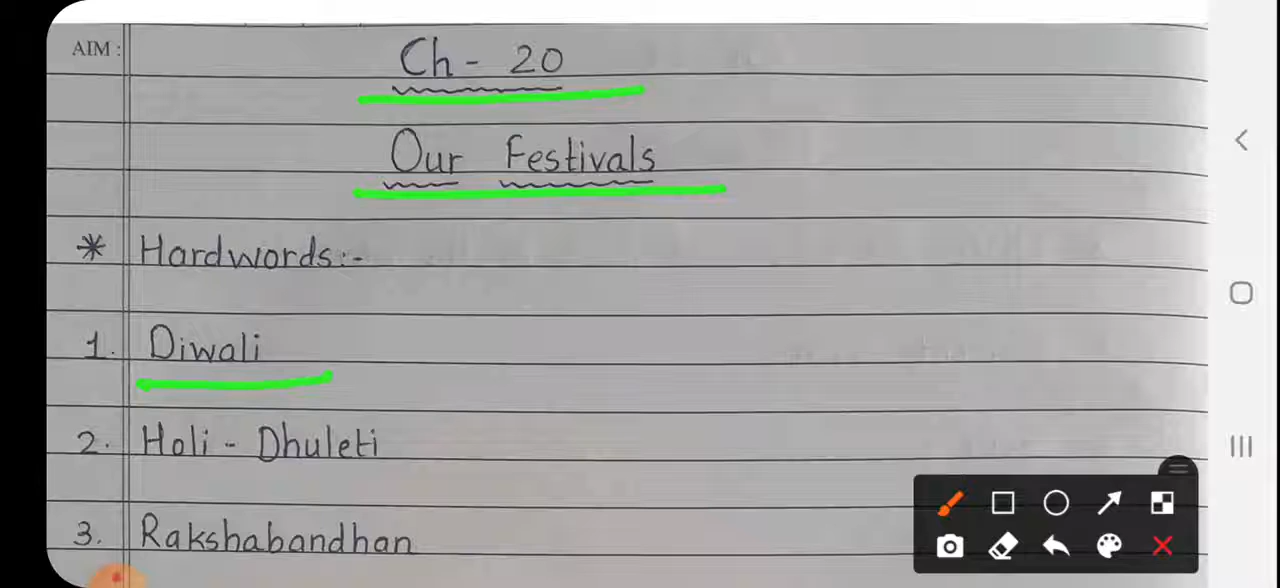 AIM :
Ch - 20
Our Festivals
* Hardwords:-
1. Diwali
2. Holi - Dhuleti
3. Rakshabandhan